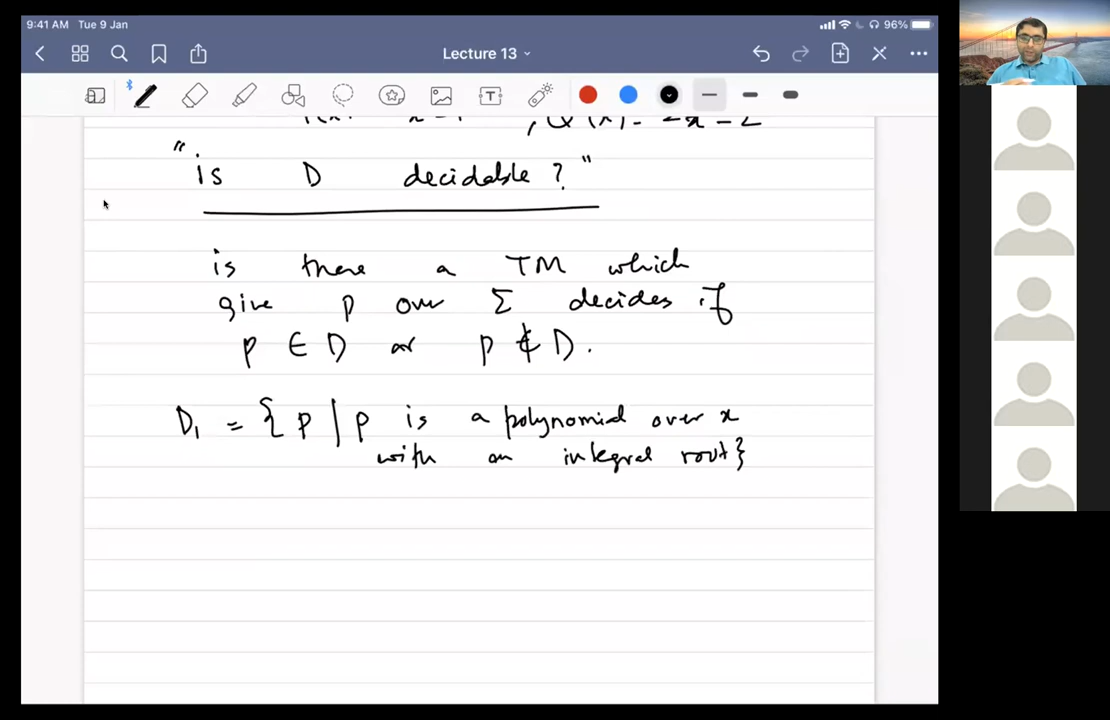 9:41 AM Tue 9 Jan
96%
Lecture 13
"is D decidable ?"
is there a TM which
give p over Σ decides if
p ∈ D or p ∉ D.
D₁ = { p | p is a polynomial over x
with an integral root}